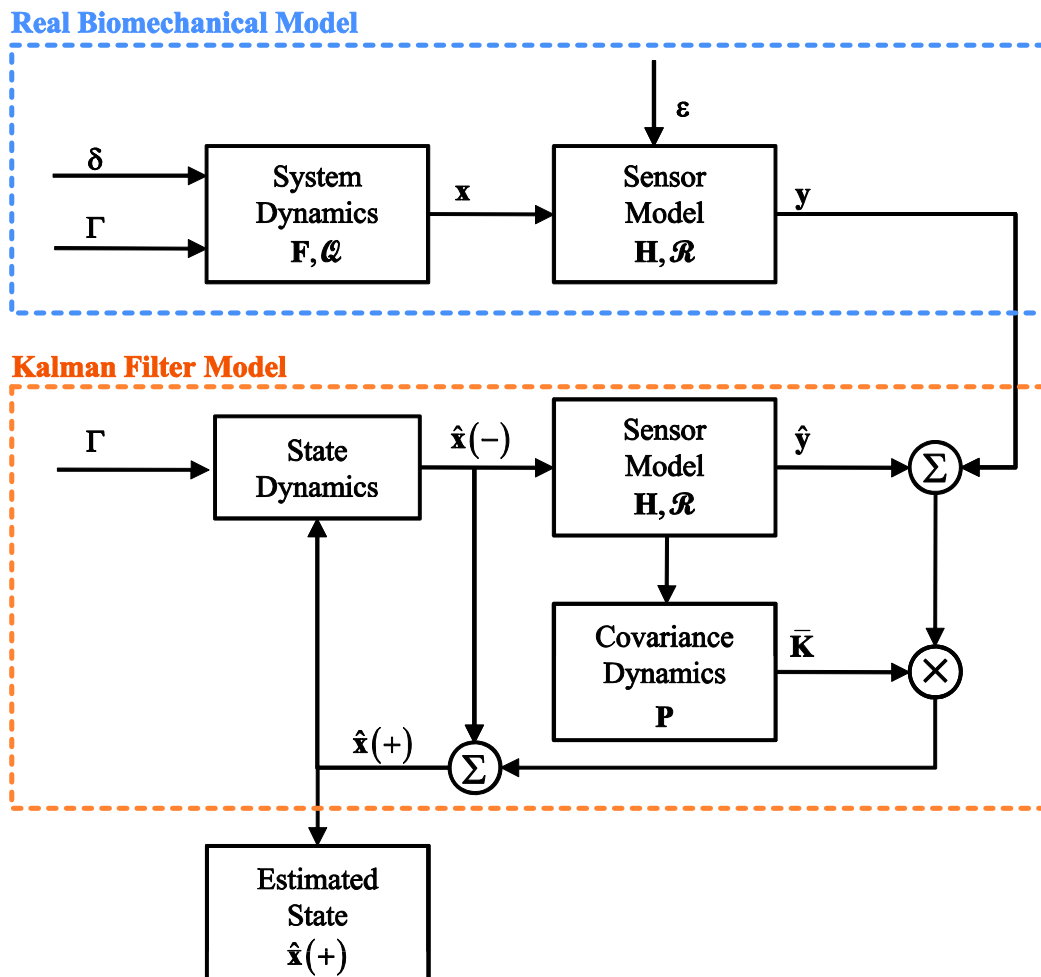 Real Biomechanical Model
ε
δ
Γ
System
Dynamics
F, 𝓠
x
Sensor
Model
H, 𝓡
y
Kalman Filter Model
Γ
State
Dynamics
x̂(−)
Sensor
Model
H, 𝓡
ŷ
Σ
Covariance
Dynamics
P
K̄
×
x̂(+)
Σ
Estimated
State
x̂(+)